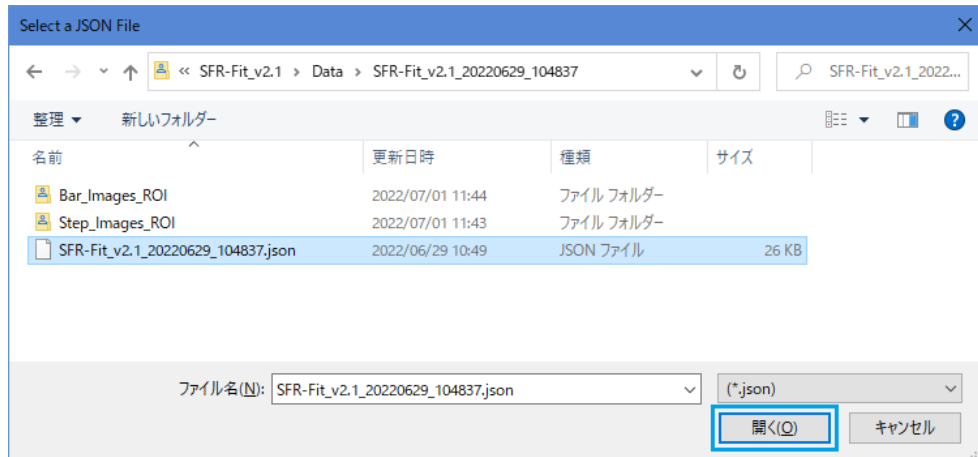 Select a JSON File
« SFR-Fit_v2.1 › Data › SFR-Fit_v2.1_20220629_104837
SFR-Fit_v2.1_2022...
整理 新しいフォルダー
名前 更新日時 種類 サイズ
Bar_Images_ROI 2022/07/01 11:44 ファイル フォルダー
Step_Images_ROI 2022/07/01 11:43 ファイル フォルダー
SFR-Fit_v2.1_20220629_104837.json 2022/06/29 10:49 JSON ファイル 26 KB
ファイル名(N): SFR-Fit_v2.1_20220629_104837.json (*.json)
開く(O) キャンセル